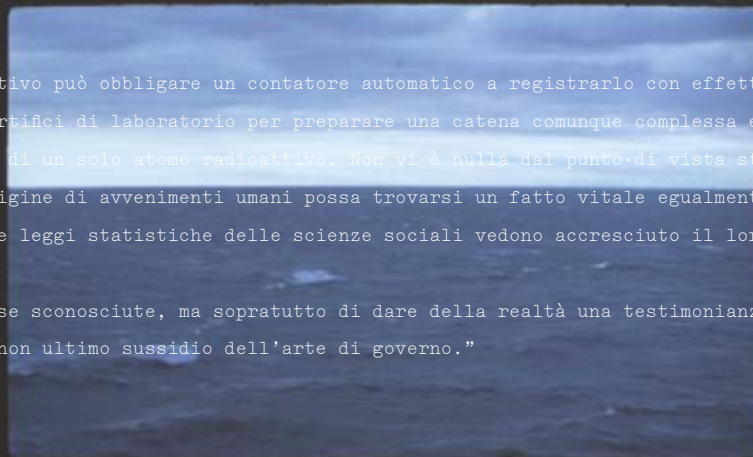 tivo può obbligare un contatore automatico a registrarlo con effett
rtifici di laboratorio per preparare una catena comunque complessa e
di un solo atomo radioattivo. Non vi è nulla dal punto·di vista st
igine di avvenimenti umani possa trovarsi un fatto vitale egualment
e leggi statistiche delle scienze sociali vedono accresciuto il lor
se sconosciute, ma sopratutto di dare della realtà una testimonianz
non ultimo sussidio dell'arte di governo.”